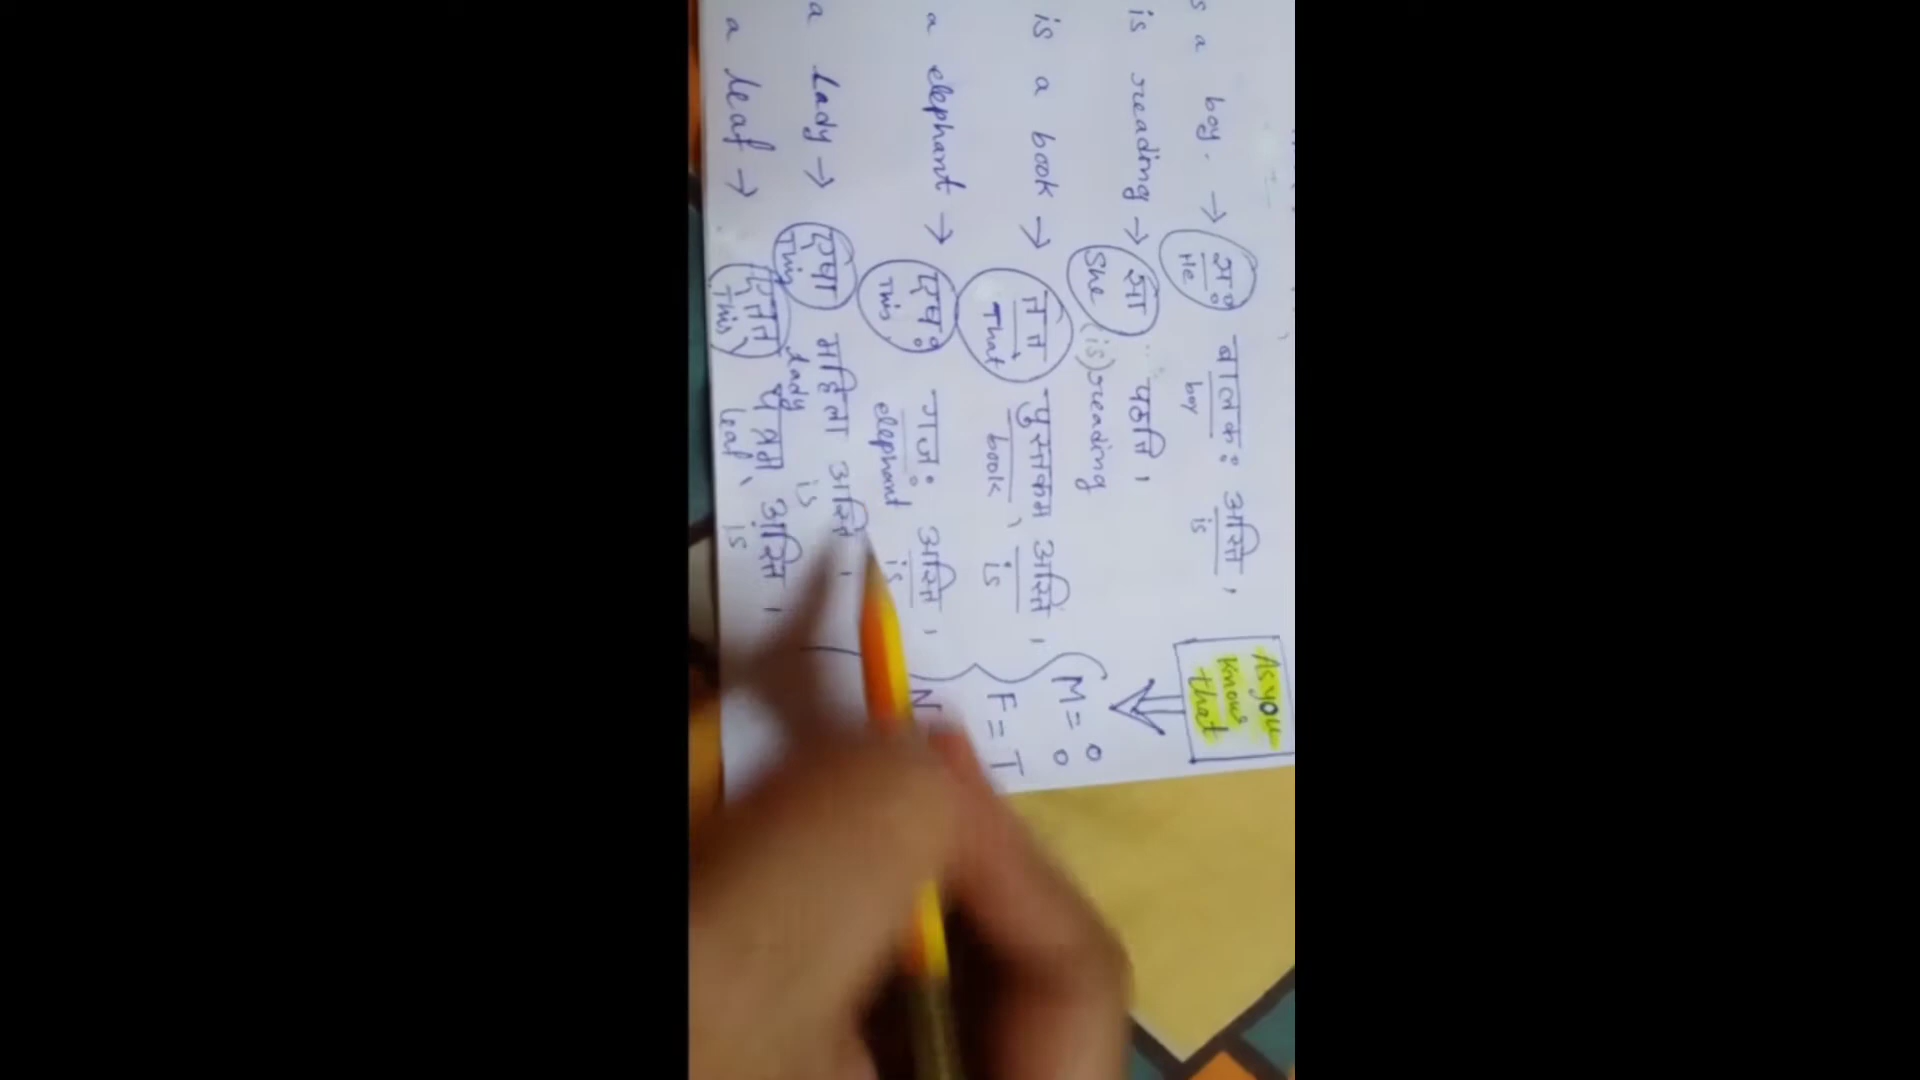 s a boy. → सः बालकः अस्ति ।
He boy is
is reading → सा पठति ।
She (is) reading
is a book → तत् पुस्तकम् अस्ति ।
That book is
a elephant → एषः गजः अस्ति ।
This elephant is
a Lady → एषा महिला अस्ति ।
This Lady is
a leaf → एतत पत्रम् अस्ति ।
This leaf is
As you
know
that
M = ः
F = T
N